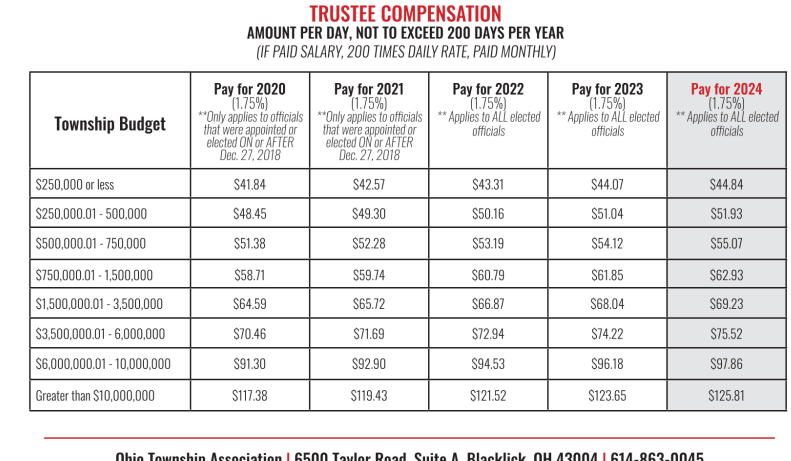 TRUSTEE COMPENSATION
AMOUNT PER DAY, NOT TO EXCEED 200 DAYS PER YEAR
(IF PAID SALARY, 200 TIMES DAILY RATE, PAID MONTHLY)
Township Budget
Pay for 2020
(1.75%)
**Only applies to officials
that were appointed or
elected ON or AFTER
Dec. 27, 2018
Pay for 2021
(1.75%)
**Only applies to officials
that were appointed or
elected ON or AFTER
Dec. 27, 2018
Pay for 2022
(1.75%)
** Applies to ALL elected
officials
Pay for 2023
(1.75%)
** Applies to ALL elected
officials
Pay for 2024
(1.75%)
** Applies to ALL elected
officials
$250,000 or less $41.84 $42.57 $43.31 $44.07 $44.84
$250,000.01 - 500,000 $48.45 $49.30 $50.16 $51.04 $51.93
$500,000.01 - 750,000 $51.38 $52.28 $53.19 $54.12 $55.07
$750,000.01 - 1,500,000 $58.71 $59.74 $60.79 $61.85 $62.93
$1,500,000.01 - 3,500,000 $64.59 $65.72 $66.87 $68.04 $69.23
$3,500,000.01 - 6,000,000 $70.46 $71.69 $72.94 $74.22 $75.52
$6,000,000.01 - 10,000,000 $91.30 $92.90 $94.53 $96.18 $97.86
Greater than $10,000,000 $117.38 $119.43 $121.52 $123.65 $125.81
Ohio Township Association | 6500 Taylor Road, Suite A, Blacklick, OH 43004 | 614-863-0045